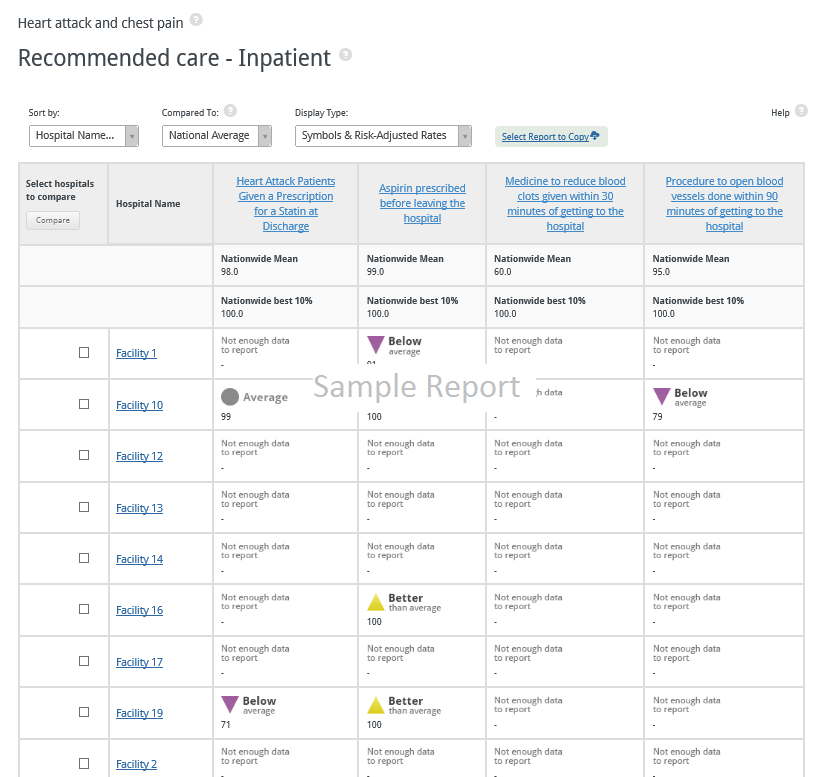 Heart attack and chest pain ?
Recommended care - Inpatient ?
Sort by:
Compared To: ?
Display Type:
Help ?
Hospital Name...
National Average
Symbols & Risk-Adjusted Rates
Select Report to Copy
Select hospitals
to compare
Compare
Hospital Name
Heart Attack Patients
Given a Prescription
for a Statin at
Discharge
Aspirin prescribed
before leaving the
hospital
Medicine to reduce blood
clots given within 30
minutes of getting to the
hospital
Procedure to open blood
vessels done within 90
minutes of getting to the
hospital
Nationwide Mean
98.0
Nationwide Mean
99.0
Nationwide Mean
60.0
Nationwide Mean
95.0
Nationwide best 10%
100.0
Nationwide best 10%
100.0
Nationwide best 10%
100.0
Nationwide best 10%
100.0
Facility 1
Not enough data
to report
-
Below
average
Not enough data
to report
Not enough data
to report
-
Sample Report
Facility 10
Average
99
100
data
-
Below
average
79
Facility 12
Not enough data
to report
-
Not enough data
to report
-
Not enough data
to report
-
Not enough data
to report
-
Facility 13
Not enough data
to report
-
Not enough data
to report
-
Not enough data
to report
-
Not enough data
to report
-
Facility 14
Not enough data
to report
-
Not enough data
to report
-
Not enough data
to report
-
Not enough data
to report
-
Facility 16
Not enough data
to report
-
Better
than average
100
Not enough data
to report
-
Not enough data
to report
-
Facility 17
Not enough data
to report
-
Not enough data
to report
-
Not enough data
to report
-
Not enough data
to report
-
Facility 19
Below
average
71
Better
than average
100
Not enough data
to report
-
Not enough data
to report
-
Facility 2
Not enough data
to report
-
Not enough data
to report
-
Not enough data
to report
-
Not enough data
to report
-